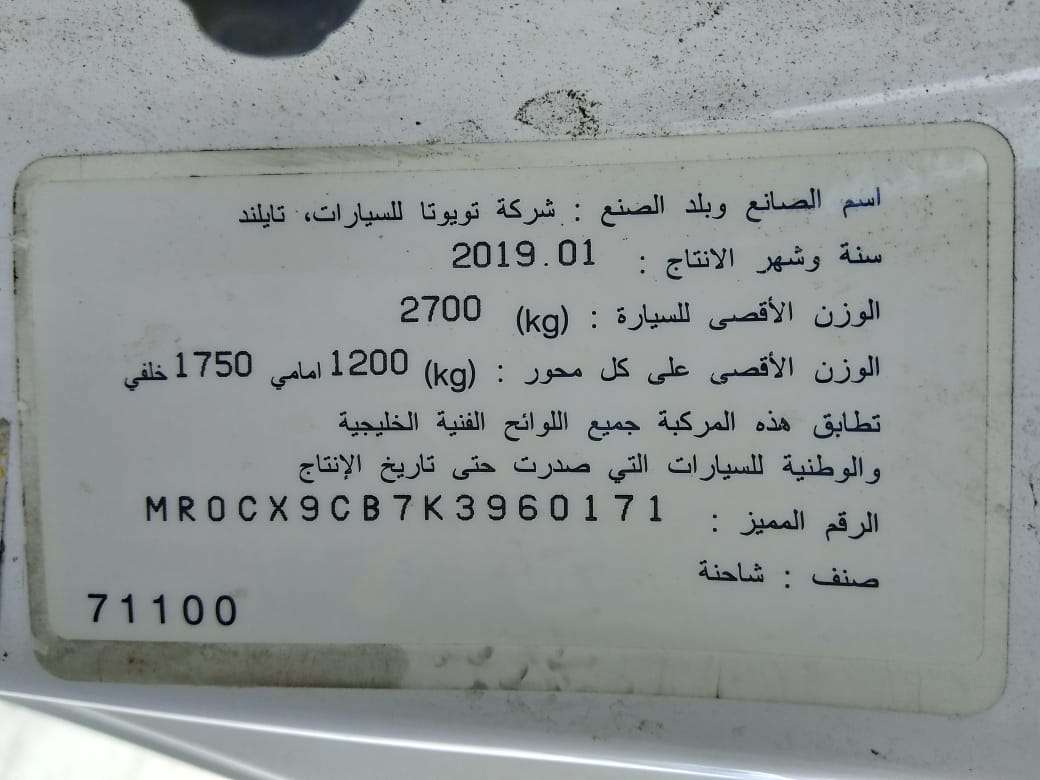 اسم الصانع وبلد الصنع : شركة تويوتا للسيارات، تايلند
سنة وشهر الانتاج : 2019.01
الوزن الأقصى للسيارة : (kg) 2700
الوزن الأقصى على كل محور : (kg) 1200 امامي 1750 خلفي
تطابق هذه المركبة جميع اللوائح الفنية الخليجية
والوطنية للسيارات التي صدرت حتى تاريخ الإنتاج
الرقم المميز : MR0CX9CB7K3960171
صنف : شاحنة
71100